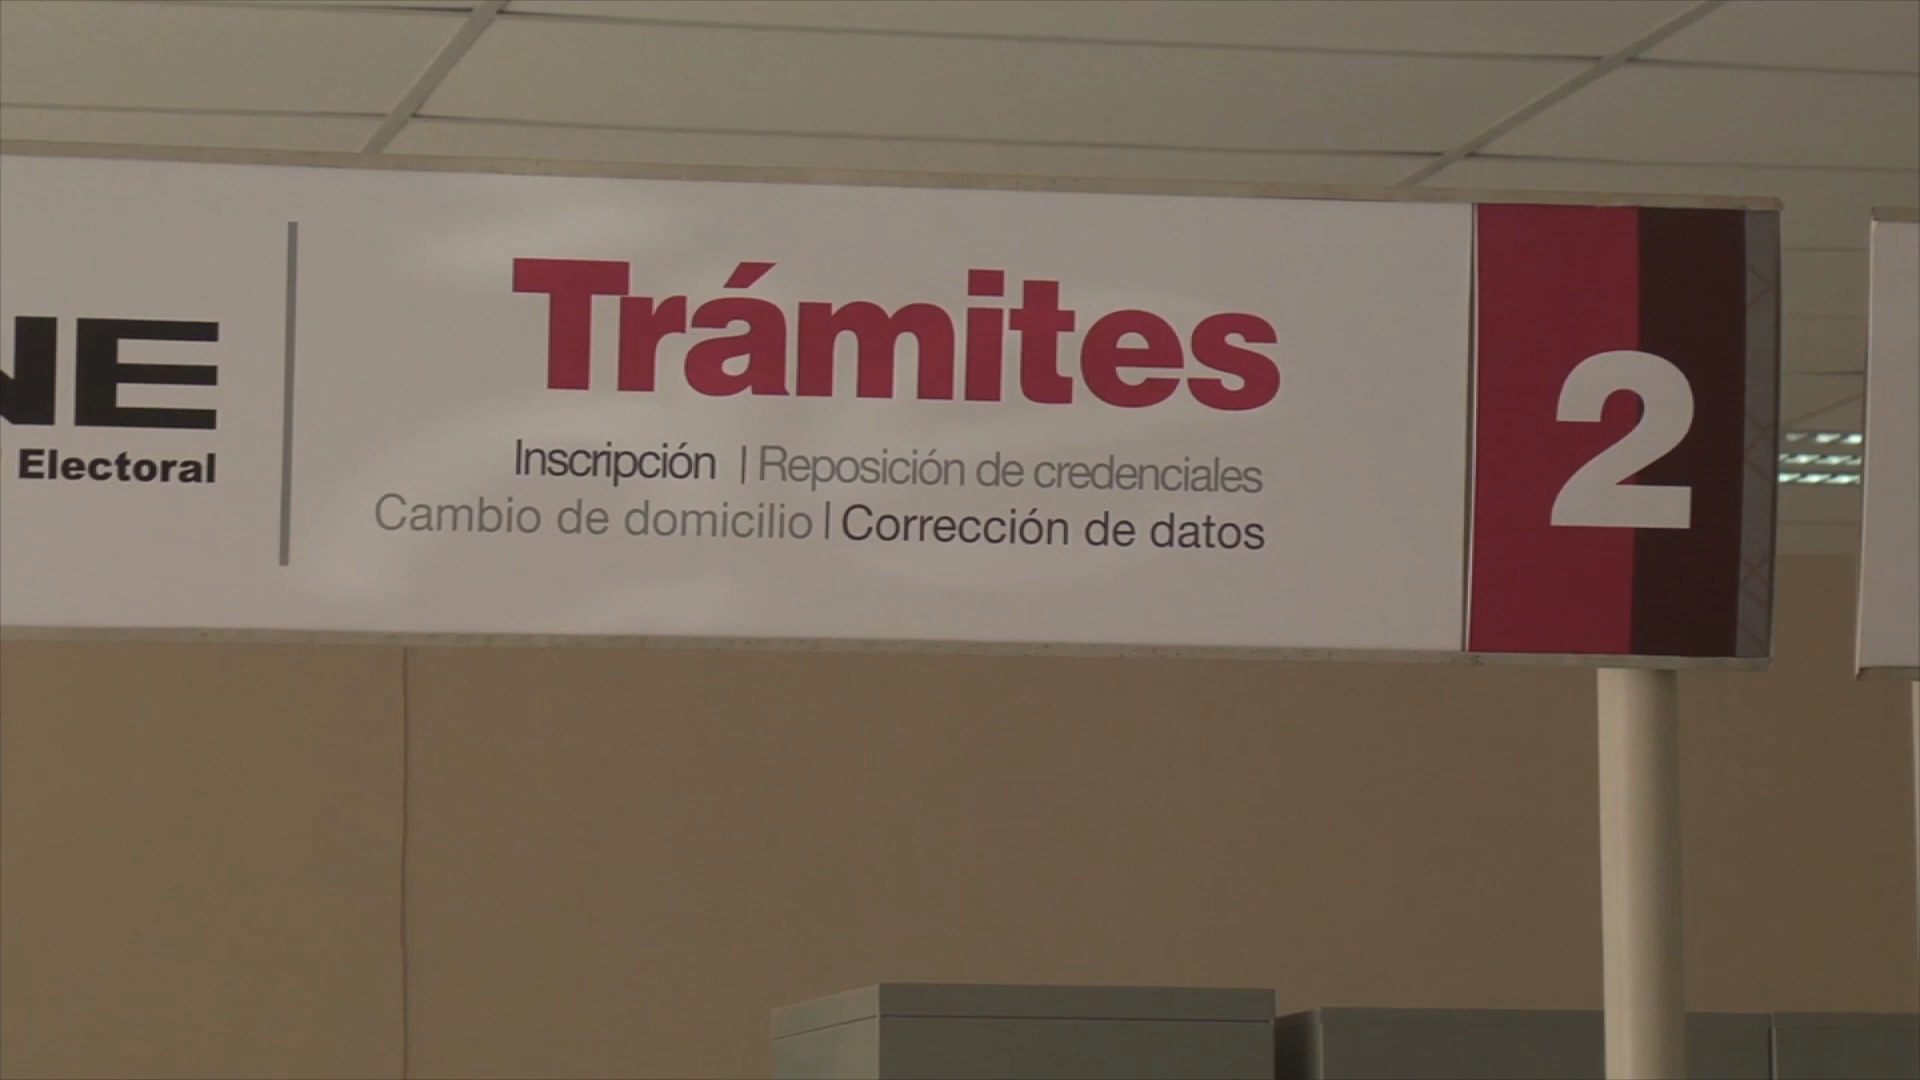 NE
Electoral
Trámites
Inscripción | Reposición de credenciales
Cambio de domicilio | Corrección de datos
2